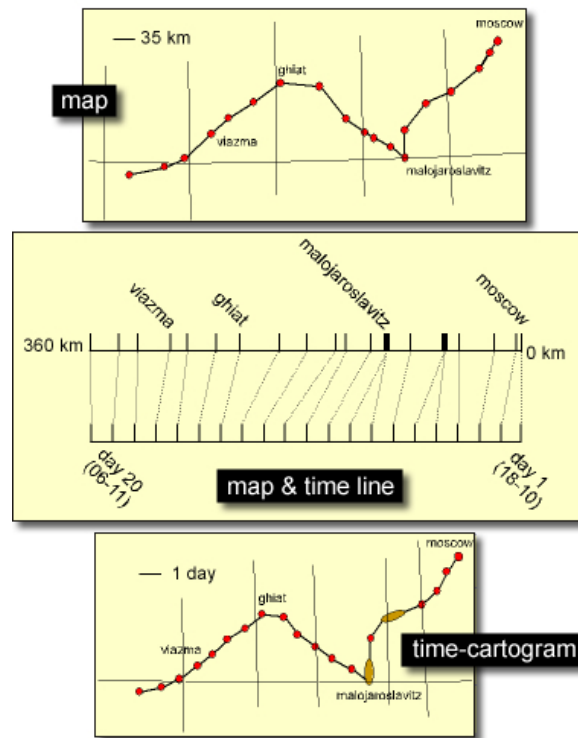 moscow
35 km
ghiat
map
viazma
malojaroslavitz
viazma
ghiat
malojaroslavitz
moscow
360 km
0 km
day 20
(06-11)
map & time line
day 1
(18-10)
moscow
1 day
ghiat
viazma
time-cartogram
malojaroslavitz